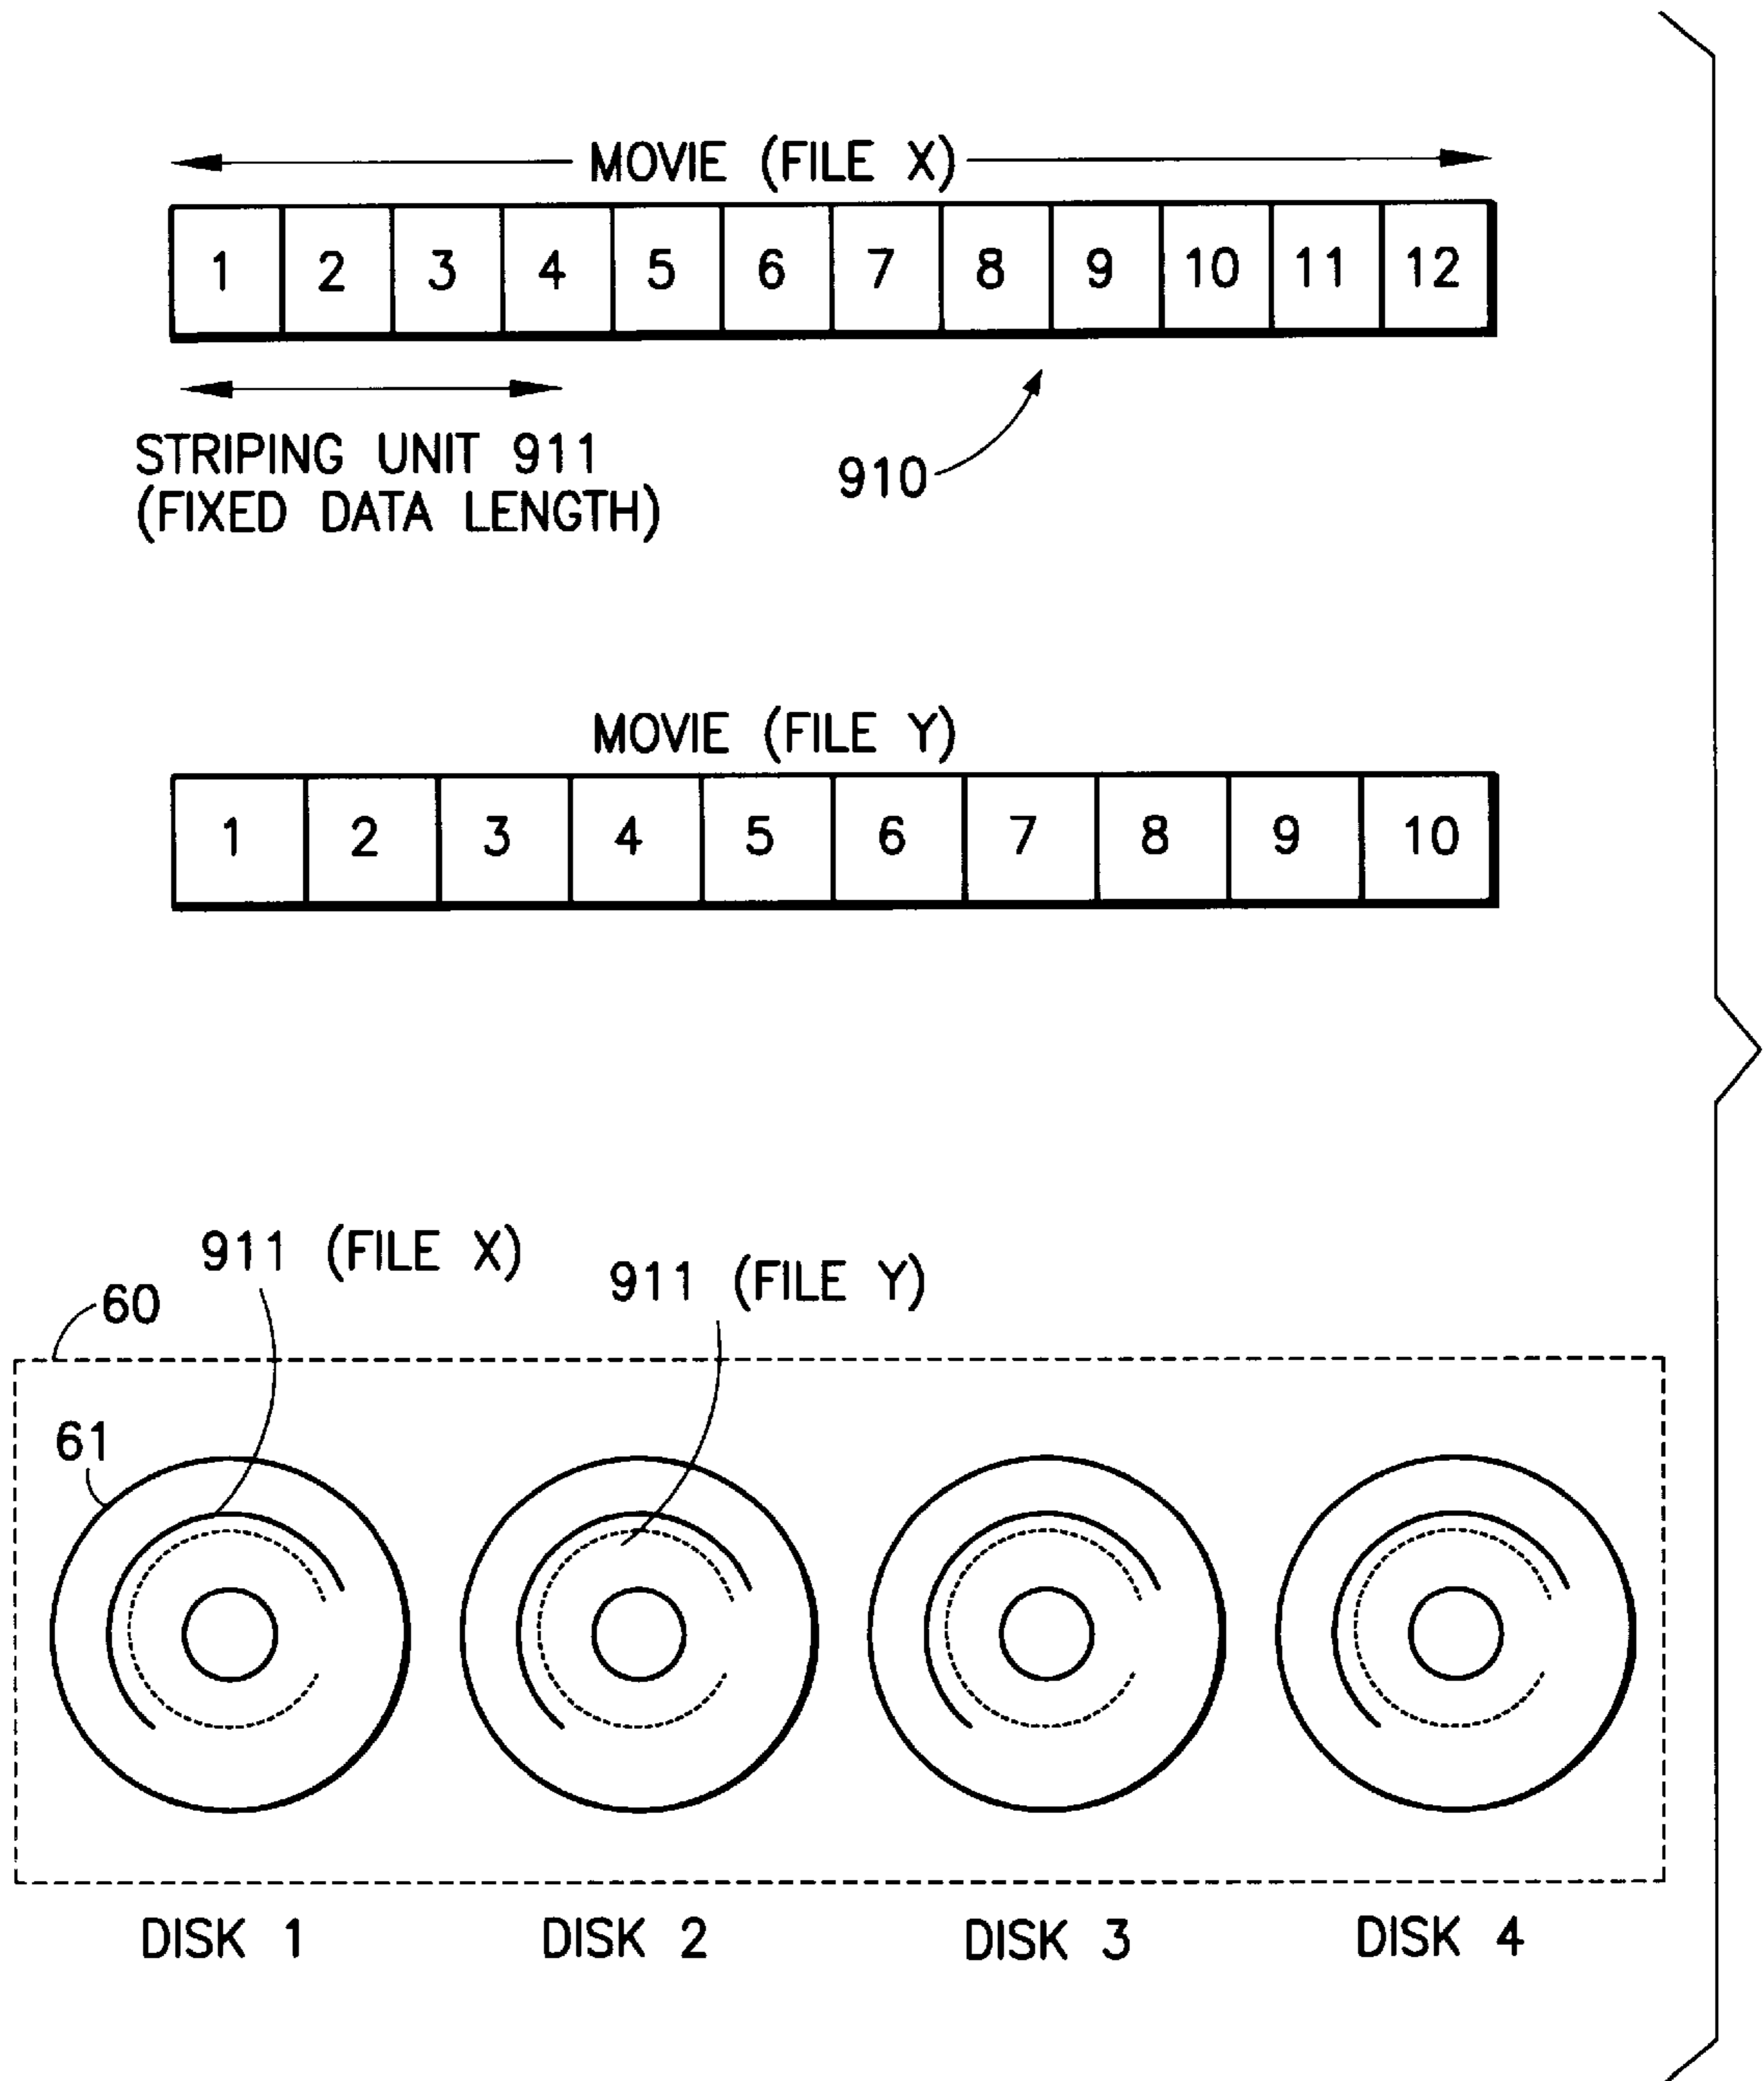 MOVIE (FILE X)
1 2 3 4 5 6 7 8 9 10 11 12
STRIPING UNIT 911
(FIXED DATA LENGTH)
910
MOVIE (FILE Y)
1 2 3 4 5 6 7 8 9 10
911 (FILE X)
911 (FILE Y)
60
61
DISK 1
DISK 2
DISK 3
DISK 4